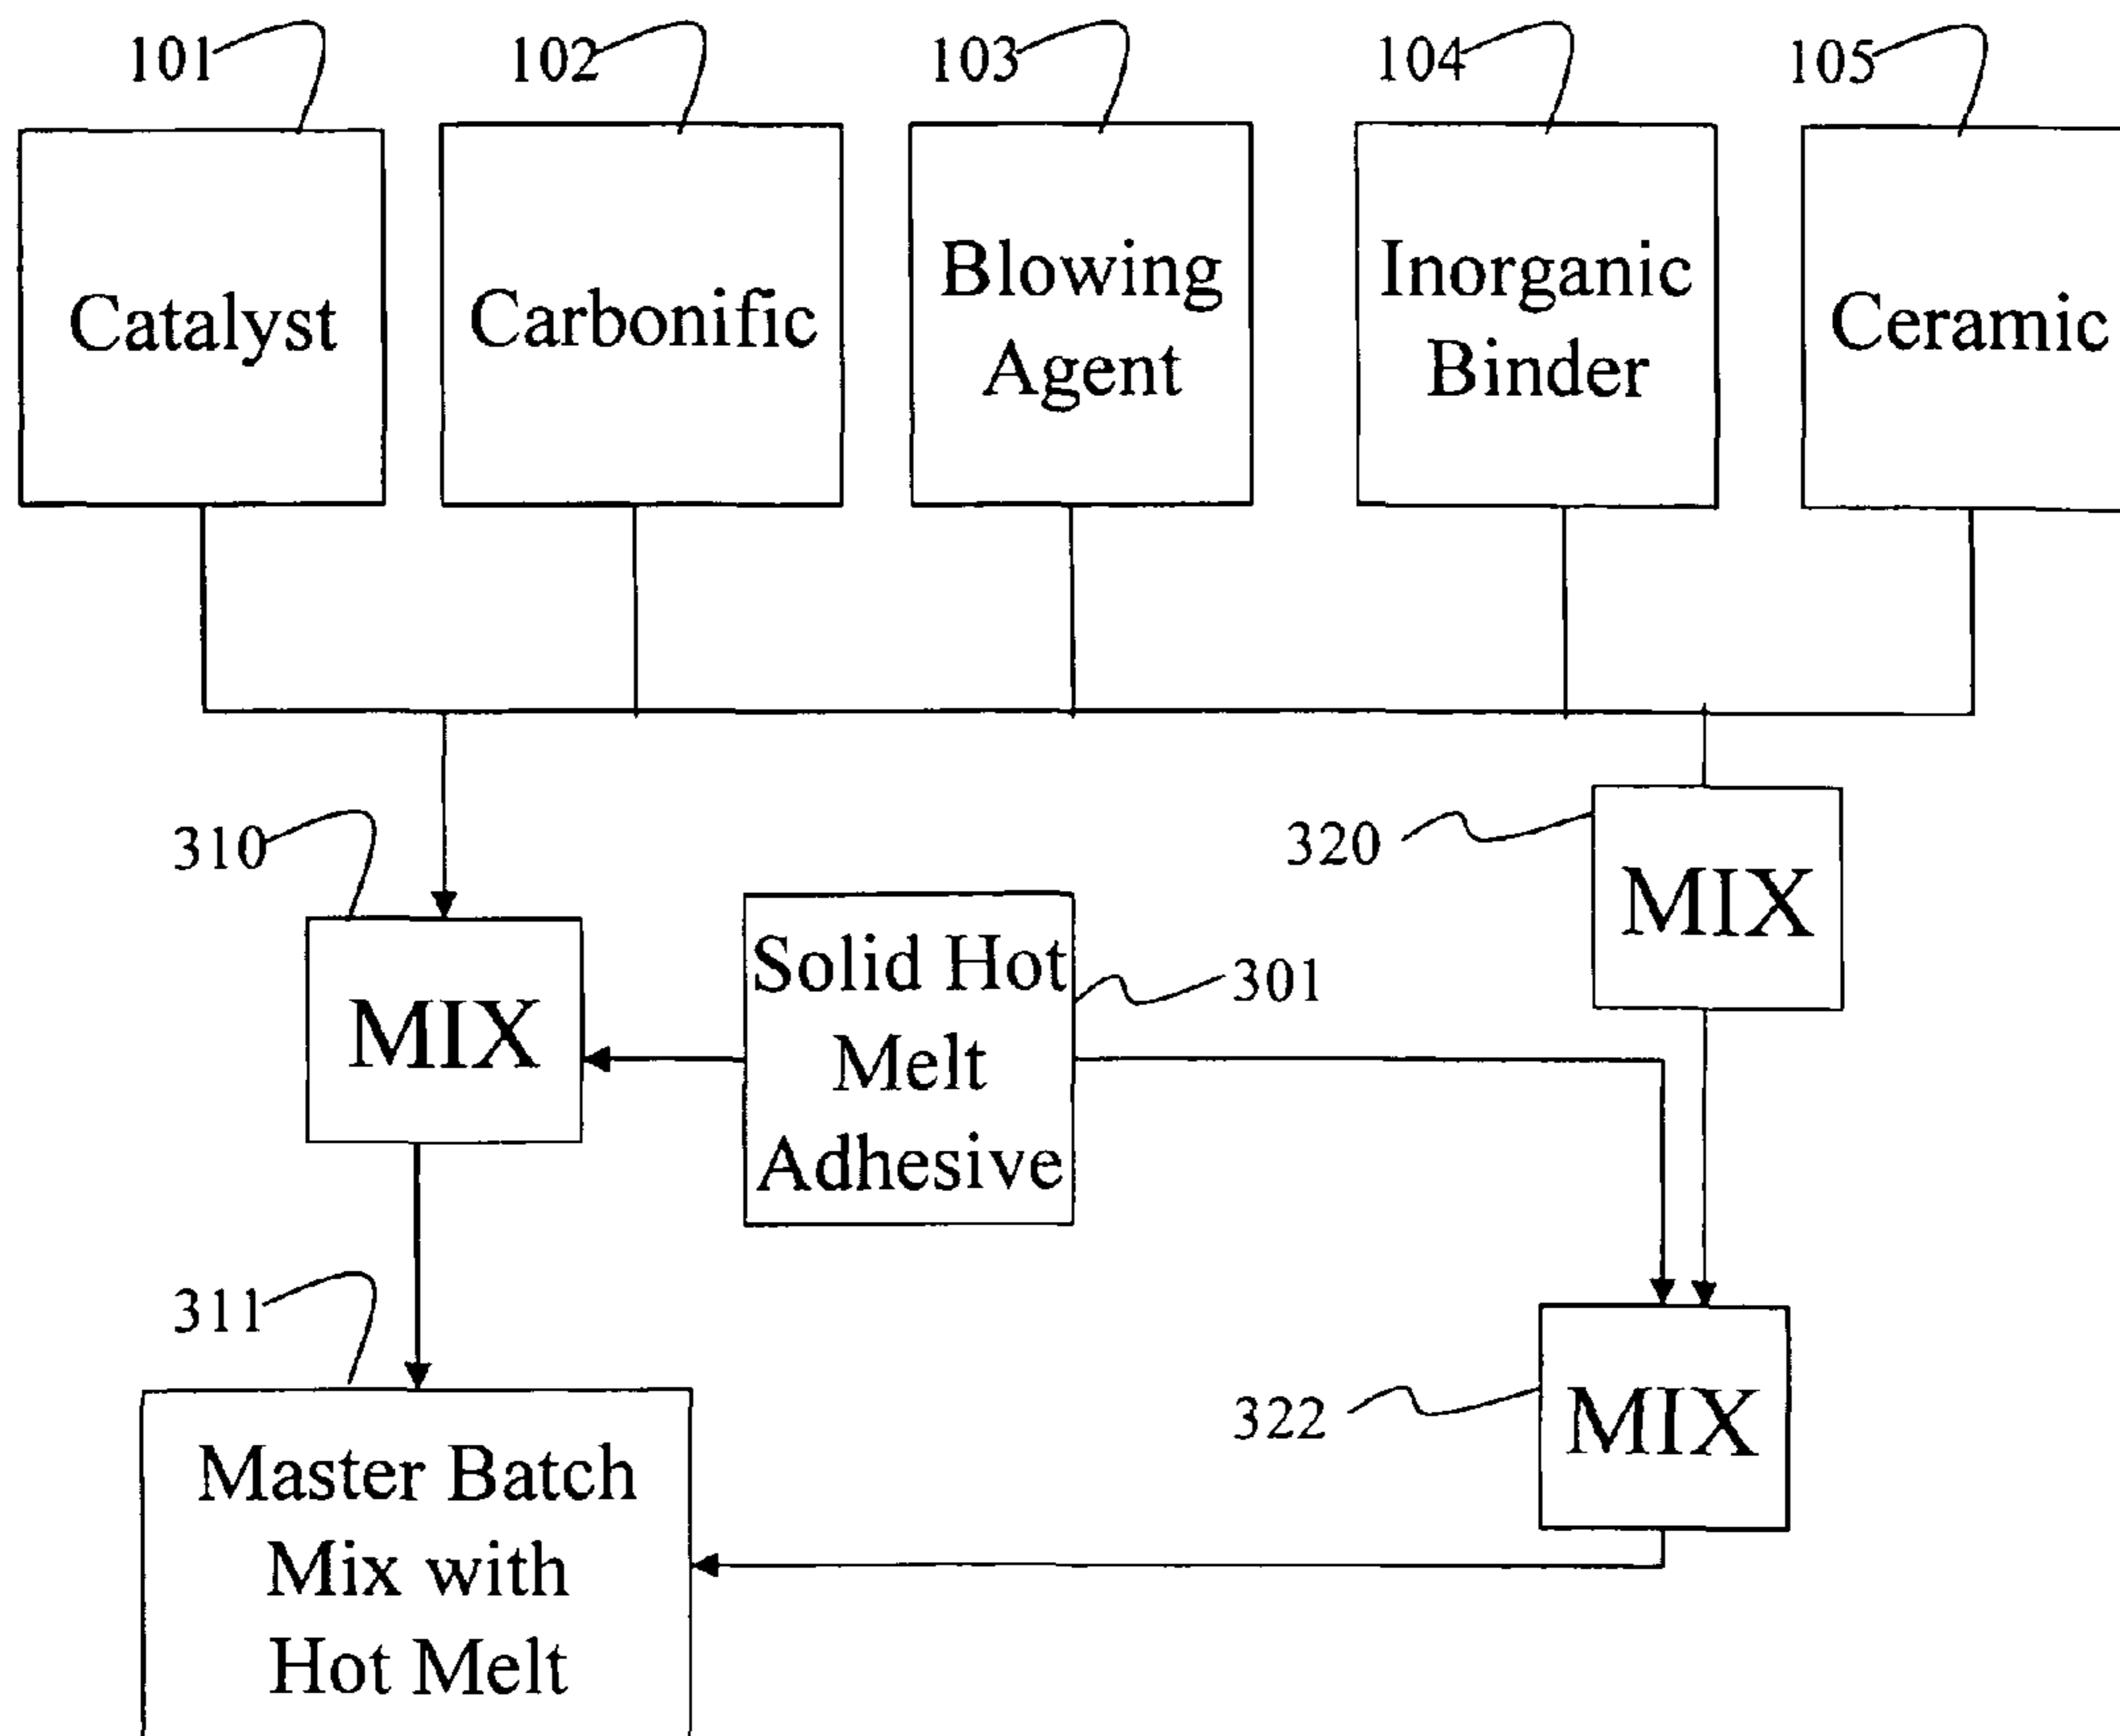 101
102
103
104
105
Catalyst
Carbonific
Blowing
Agent
Inorganic
Binder
Ceramic
310
320
MIX
MIX
Solid Hot
Melt
Adhesive
301
311
322
MIX
Master Batch
Mix with
Hot Melt